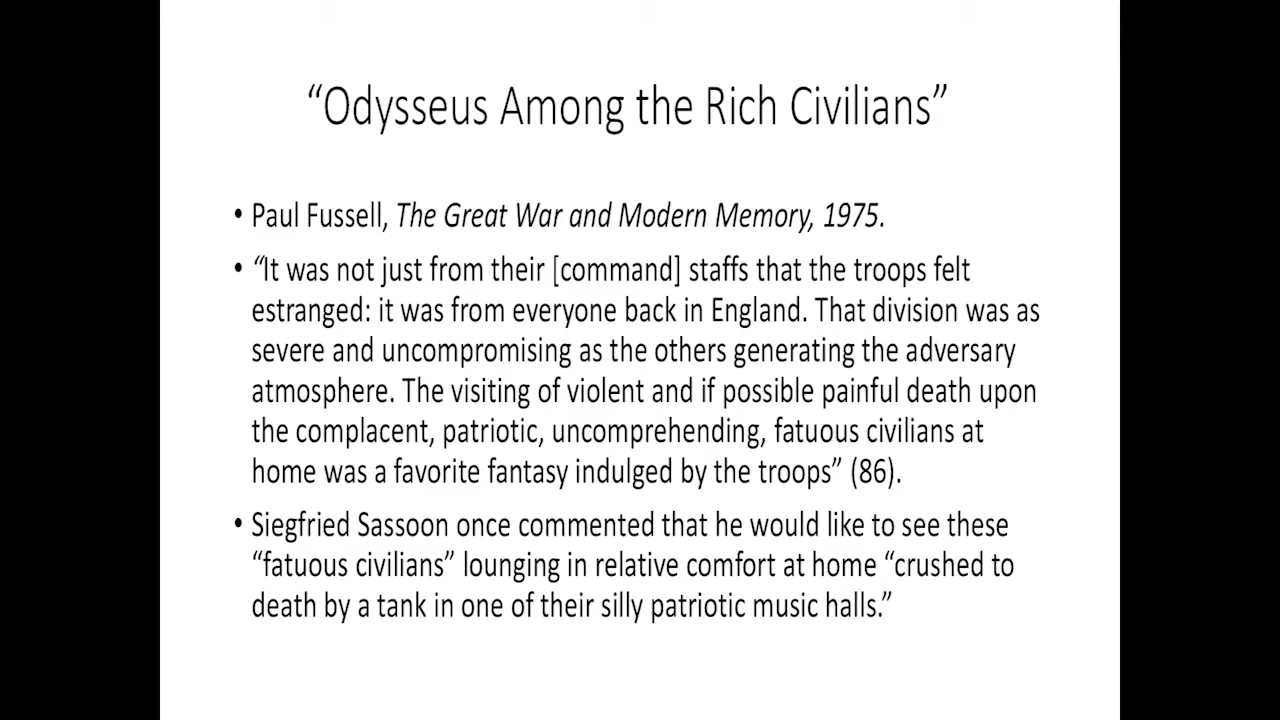 “Odysseus Among the Rich Civilians”
• Paul Fussell, The Great War and Modern Memory, 1975.
• “It was not just from their [command] staffs that the troops felt
estranged: it was from everyone back in England. That division was as
severe and uncompromising as the others generating the adversary
atmosphere. The visiting of violent and if possible painful death upon
the complacent, patriotic, uncomprehending, fatuous civilians at
home was a favorite fantasy indulged by the troops” (86).
• Siegfried Sassoon once commented that he would like to see these
“fatuous civilians” lounging in relative comfort at home “crushed to
death by a tank in one of their silly patriotic music halls.”